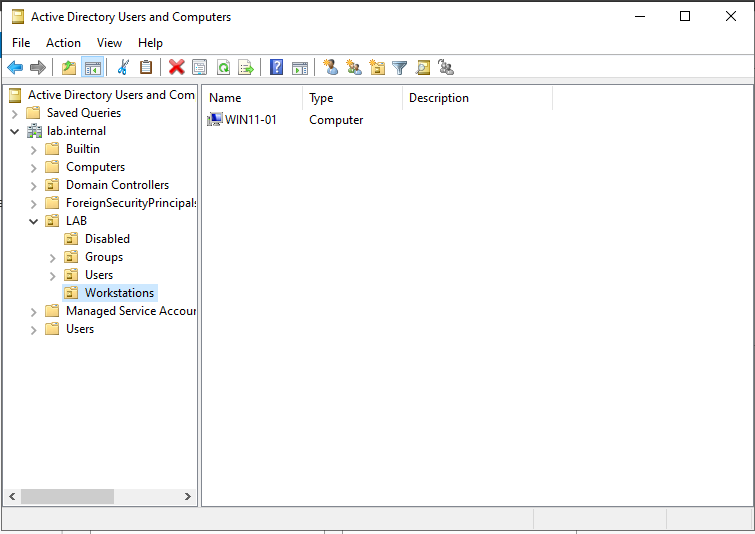 Active Directory Users and Computers
File Action View Help
Active Directory Users and Com
Saved Queries
lab.internal
Builtin
Computers
Domain Controllers
ForeignSecurityPrincipals
LAB
Disabled
Groups
Users
Workstations
Managed Service Accour
Users
Name Type Description
WIN11-01 Computer